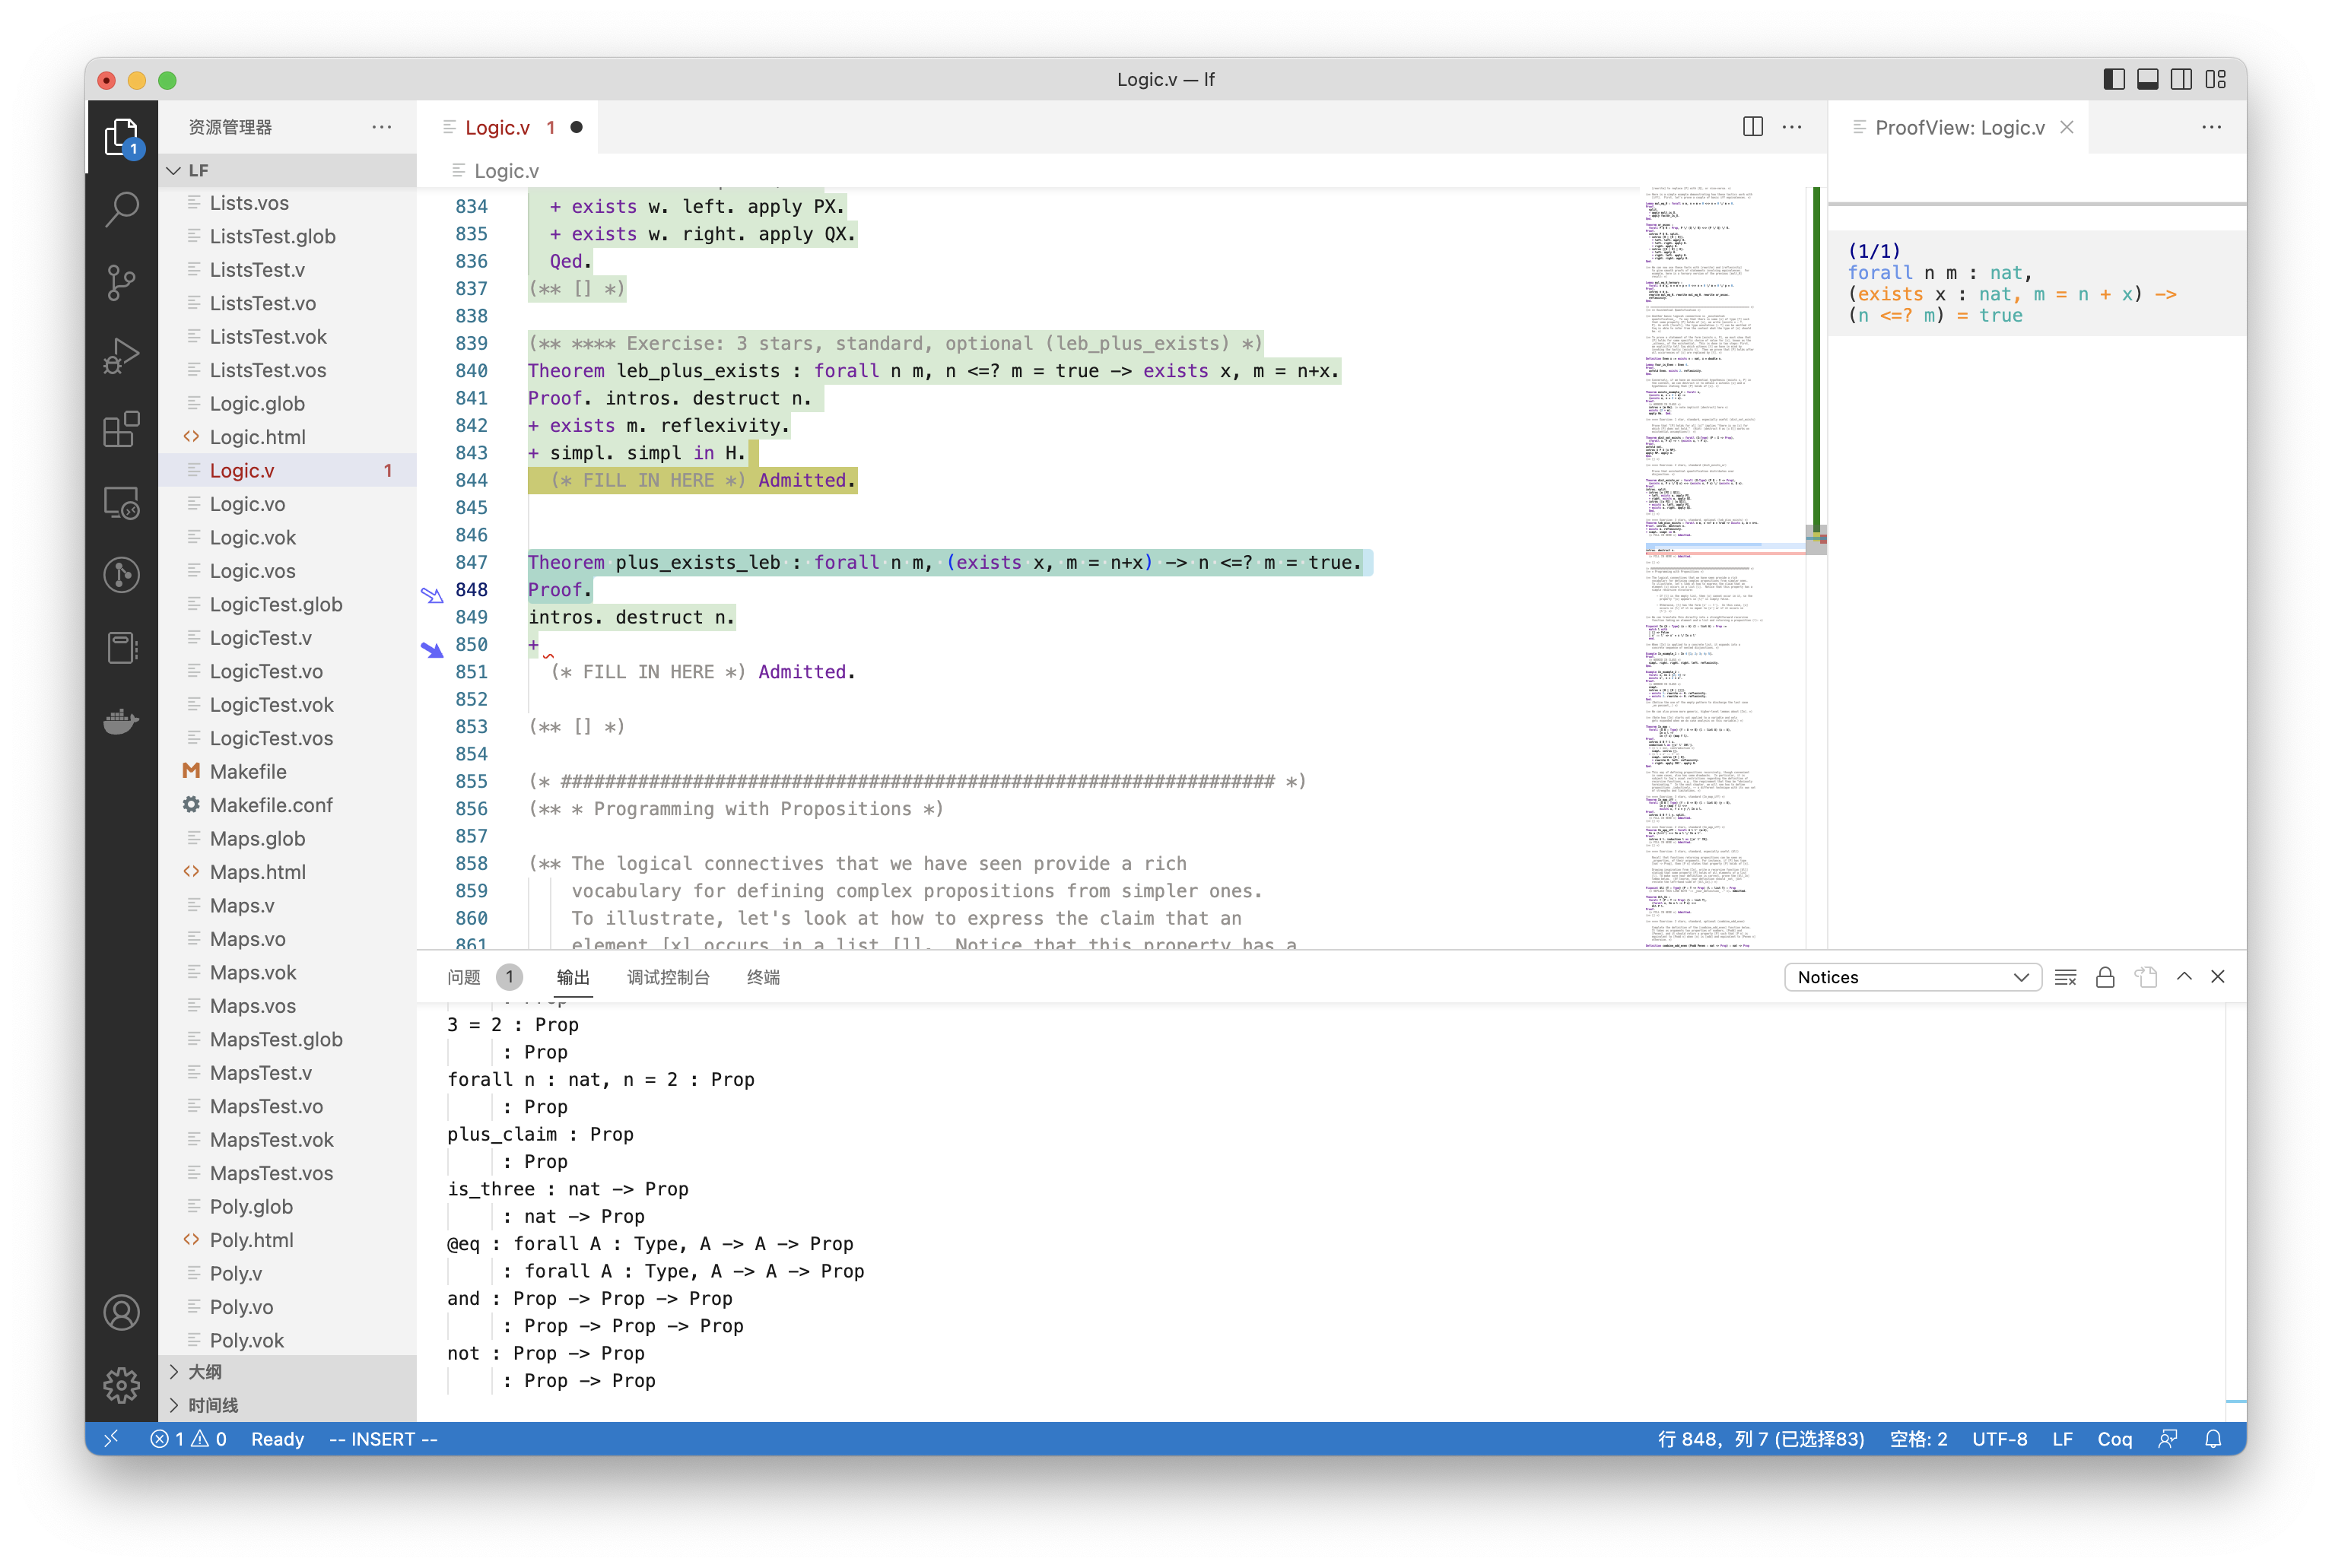 Logic.v — lf
资源管理器
1
LF
Lists.vos
ListsTest.glob
ListsTest.v
ListsTest.vo
ListsTest.vok
ListsTest.vos
Logic.glob
Logic.html
Logic.v 1
Logic.vo
Logic.vok
Logic.vos
LogicTest.glob
LogicTest.v
LogicTest.vo
LogicTest.vok
LogicTest.vos
Makefile
Makefile.conf
Maps.glob
Maps.html
Maps.v
Maps.vo
Maps.vok
Maps.vos
MapsTest.glob
MapsTest.v
MapsTest.vo
MapsTest.vok
MapsTest.vos
Poly.glob
Poly.html
Poly.v
Poly.vo
Poly.vok
大纲
时间线
Logic.v 1
Logic.v
834 + exists w. left. apply PX.
835 + exists w. right. apply QX.
836 Qed.
837 (** [] *)
838
839 (** **** Exercise: 3 stars, standard, optional (leb_plus_exists) *)
840 Theorem leb_plus_exists : forall n m, n <=? m = true -> exists x, m = n+x.
841 Proof. intros. destruct n.
842 + exists m. reflexivity.
843 + simpl. simpl in H.
844 (* FILL IN HERE *) Admitted.
845
846
847 Theorem plus_exists_leb : forall n m, (exists x, m = n+x) -> n <=? m = true.
848 Proof.
849 intros. destruct n.
850 +
851 (* FILL IN HERE *) Admitted.
852
853 (** [] *)
854
855 (* ################################################################# *)
856 (** * Programming with Propositions *)
857
858 (** The logical connectives that we have seen provide a rich
859 vocabulary for defining complex propositions from simpler ones.
860 To illustrate, let's look at how to express the claim that an
861 element [x] occurs in a list [l]. Notice that this property has a
ProofView: Logic.v
(1/1)
forall n m : nat,
(exists x : nat, m = n + x) ->
(n <=? m) = true
问题 1 输出 调试控制台 终端
Notices
3 = 2 : Prop
: Prop
forall n : nat, n = 2 : Prop
: Prop
plus_claim : Prop
: Prop
is_three : nat -> Prop
: nat -> Prop
@eq : forall A : Type, A -> A -> Prop
: forall A : Type, A -> A -> Prop
and : Prop -> Prop -> Prop
: Prop -> Prop -> Prop
not : Prop -> Prop
: Prop -> Prop
1 0 Ready -- INSERT --
行 848，列 7 (已选择83) 空格: 2 UTF-8 LF Coq